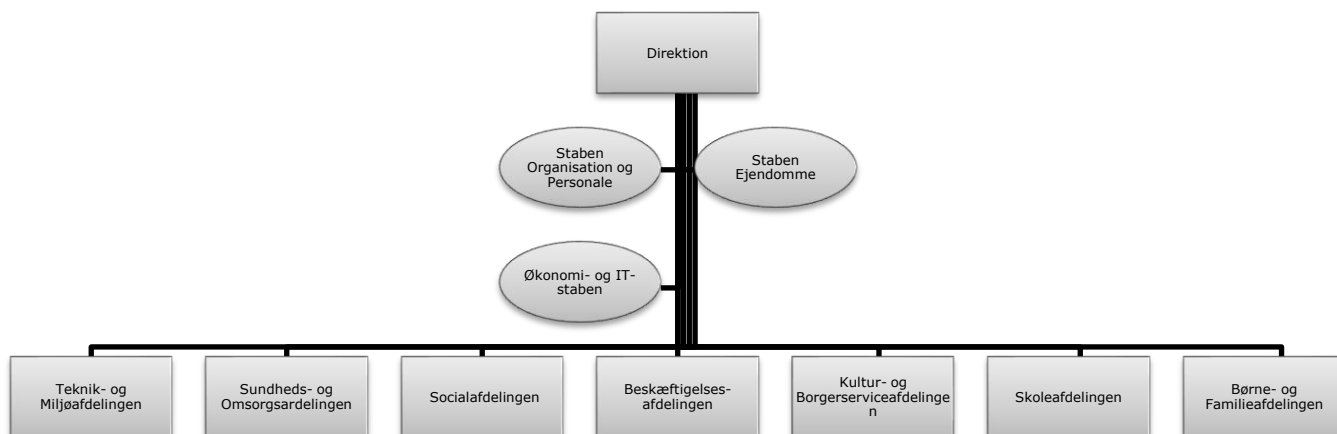 Direktion
Staben
Organisation og
Personale
Staben
Ejendomme
Økonomi- og IT-
staben
Teknik- og
Miljøafdelingen
Sundheds- og
Omsorgsardelingen
Socialafdelingen
Beskæftigelses-
afdelingen
Kultur- og
Borgerserviceafdelinge
n
Skoleafdelingen
Børne- og
Familieafdelingen